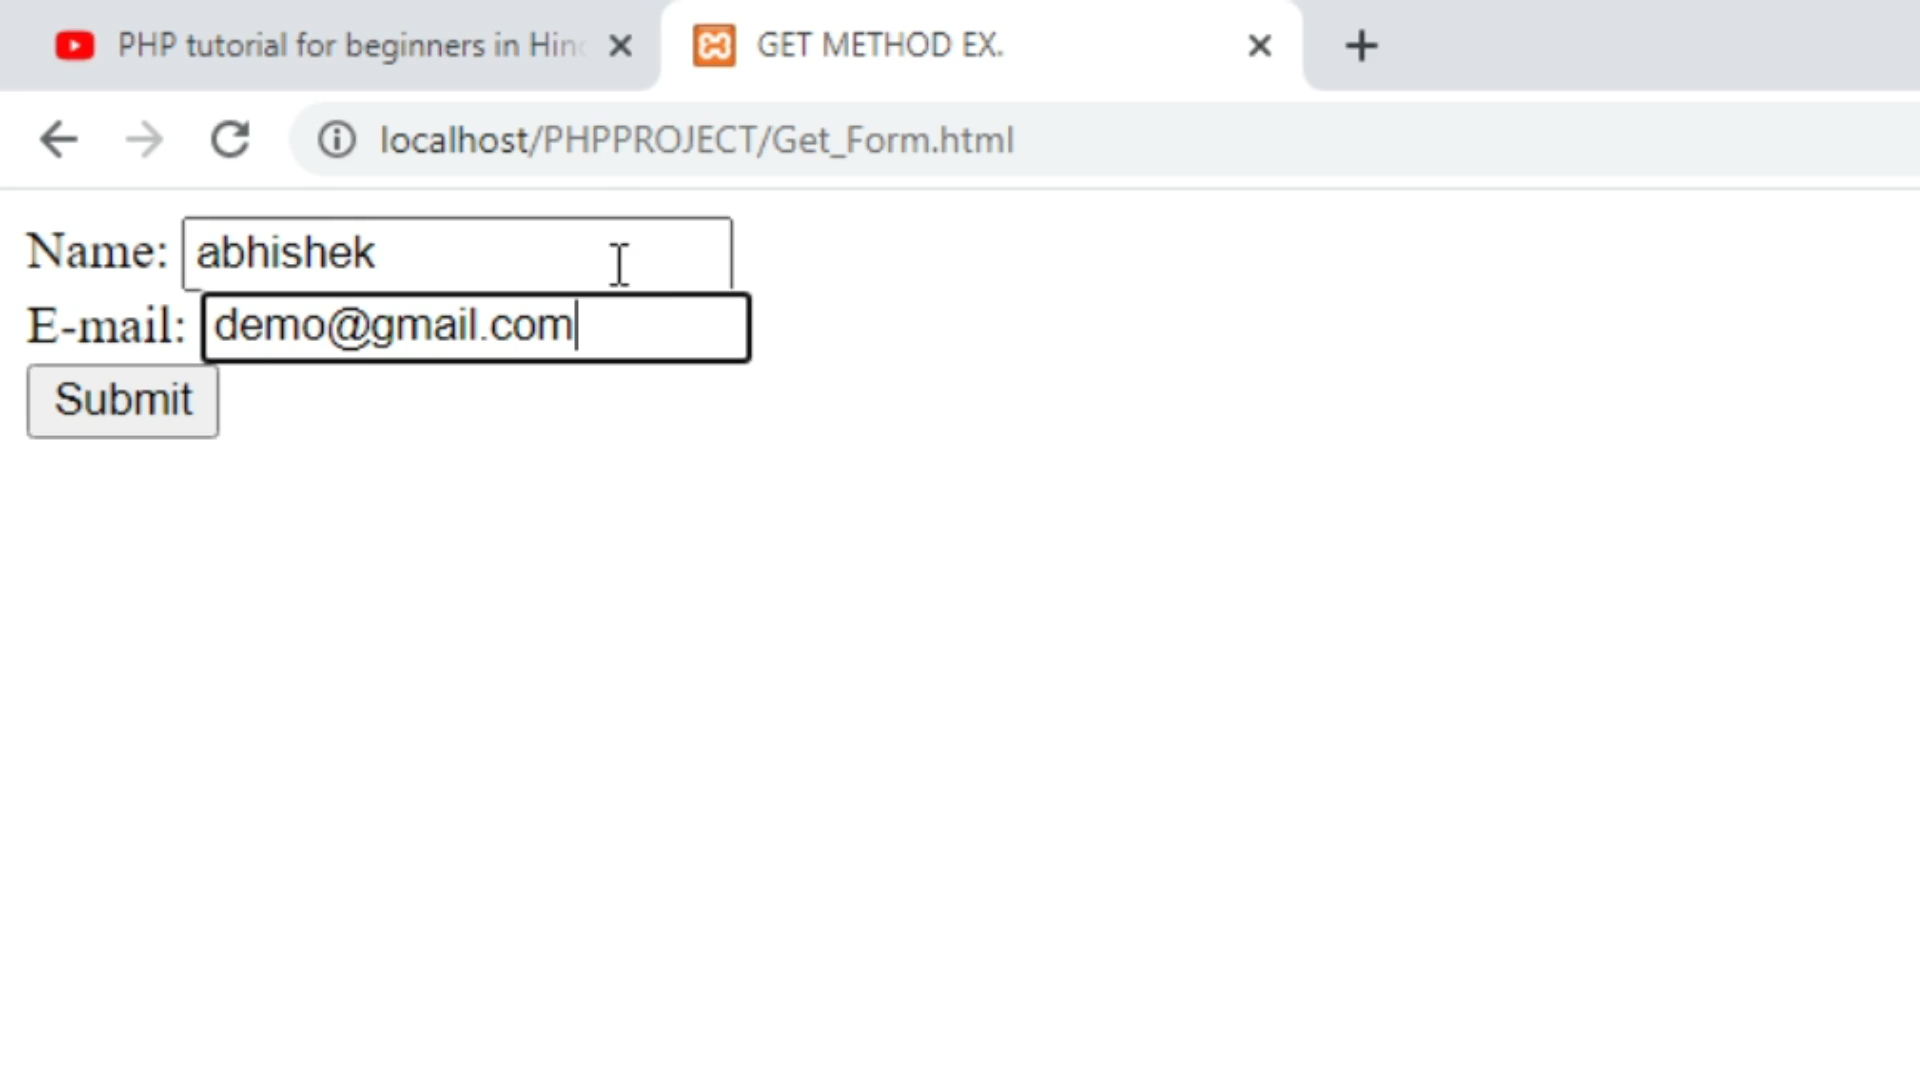 PHP tutorial for beginners in Hin
GET METHOD EX.
localhost/PHPPROJECT/Get_Form.html
Name: abhishek
E-mail: demo@gmail.com
Submit